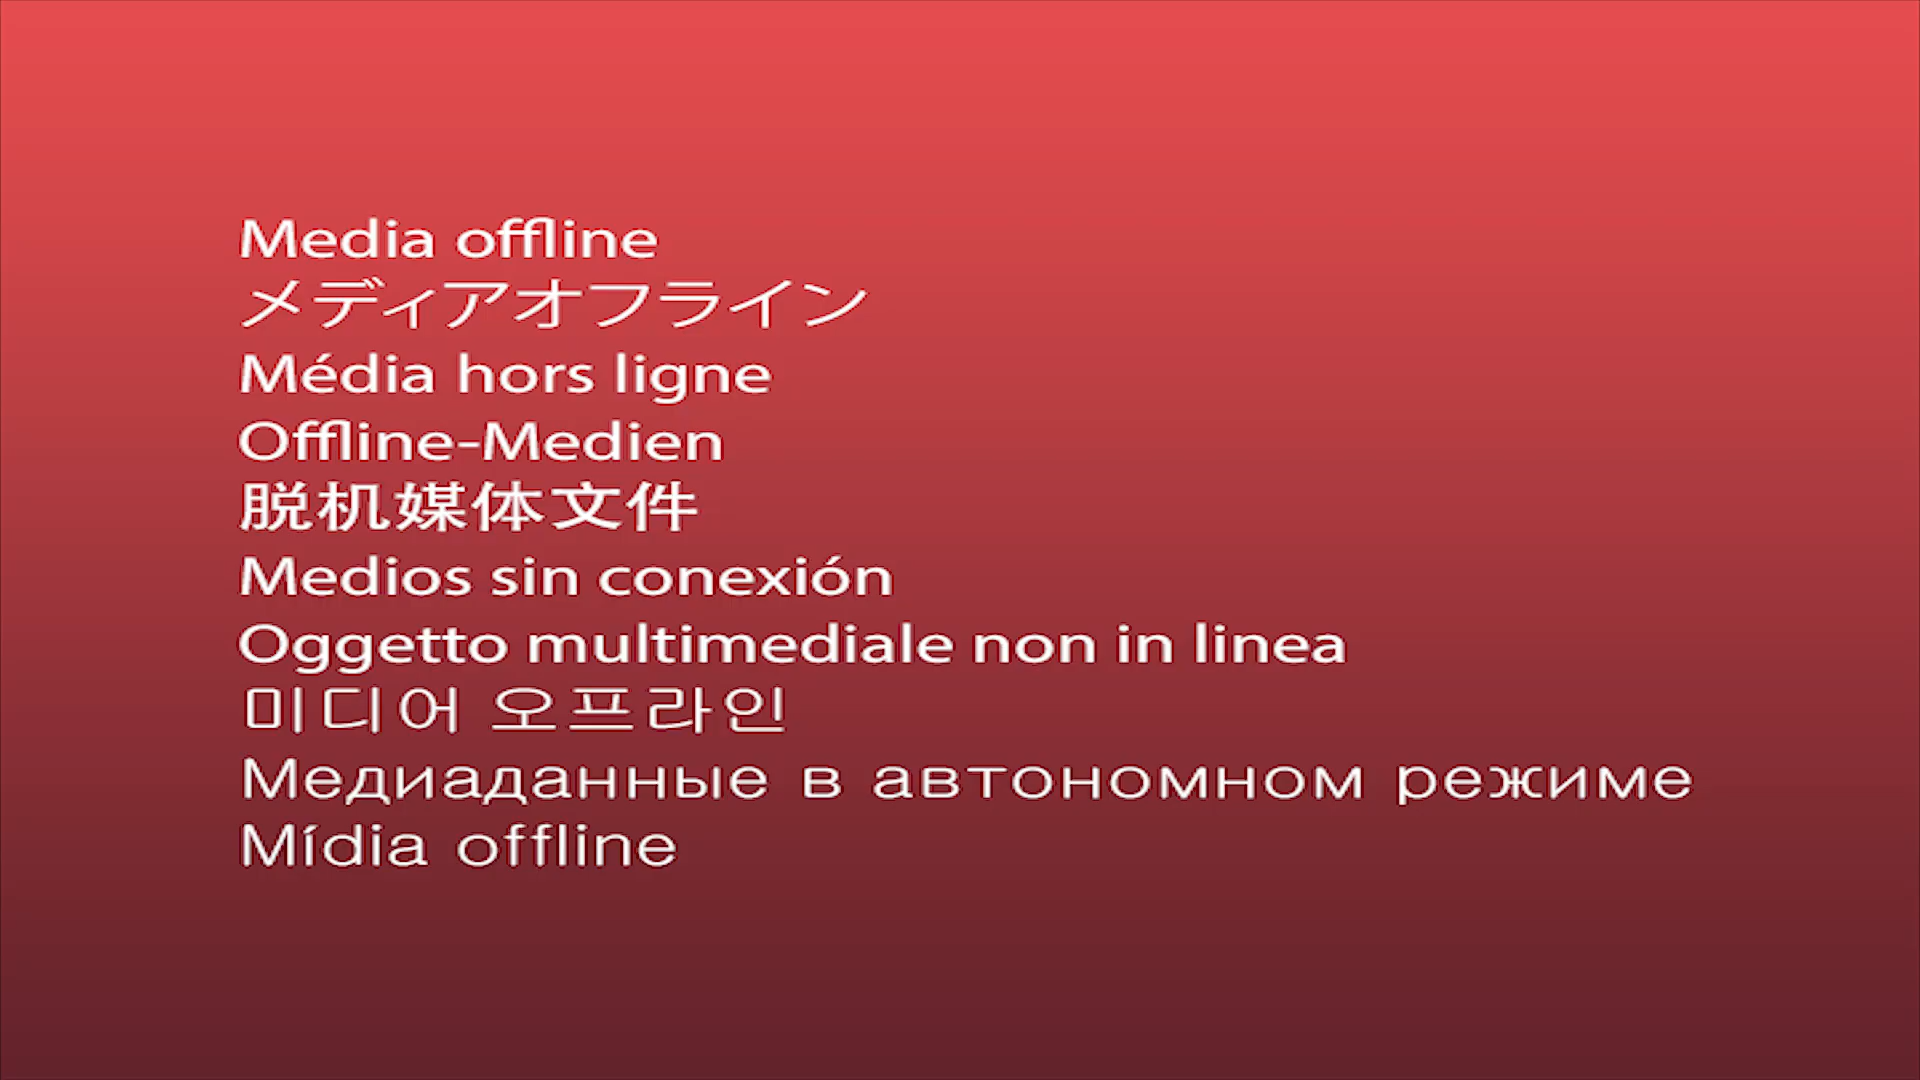 Media offline
メディアオフライン
Média hors ligne
Offline-Medien
脱机媒体文件
Medios sin conexión
Oggetto multimediale non in linea
미디어 오프라인
Медиаданные в автономном режиме
Mídia offline